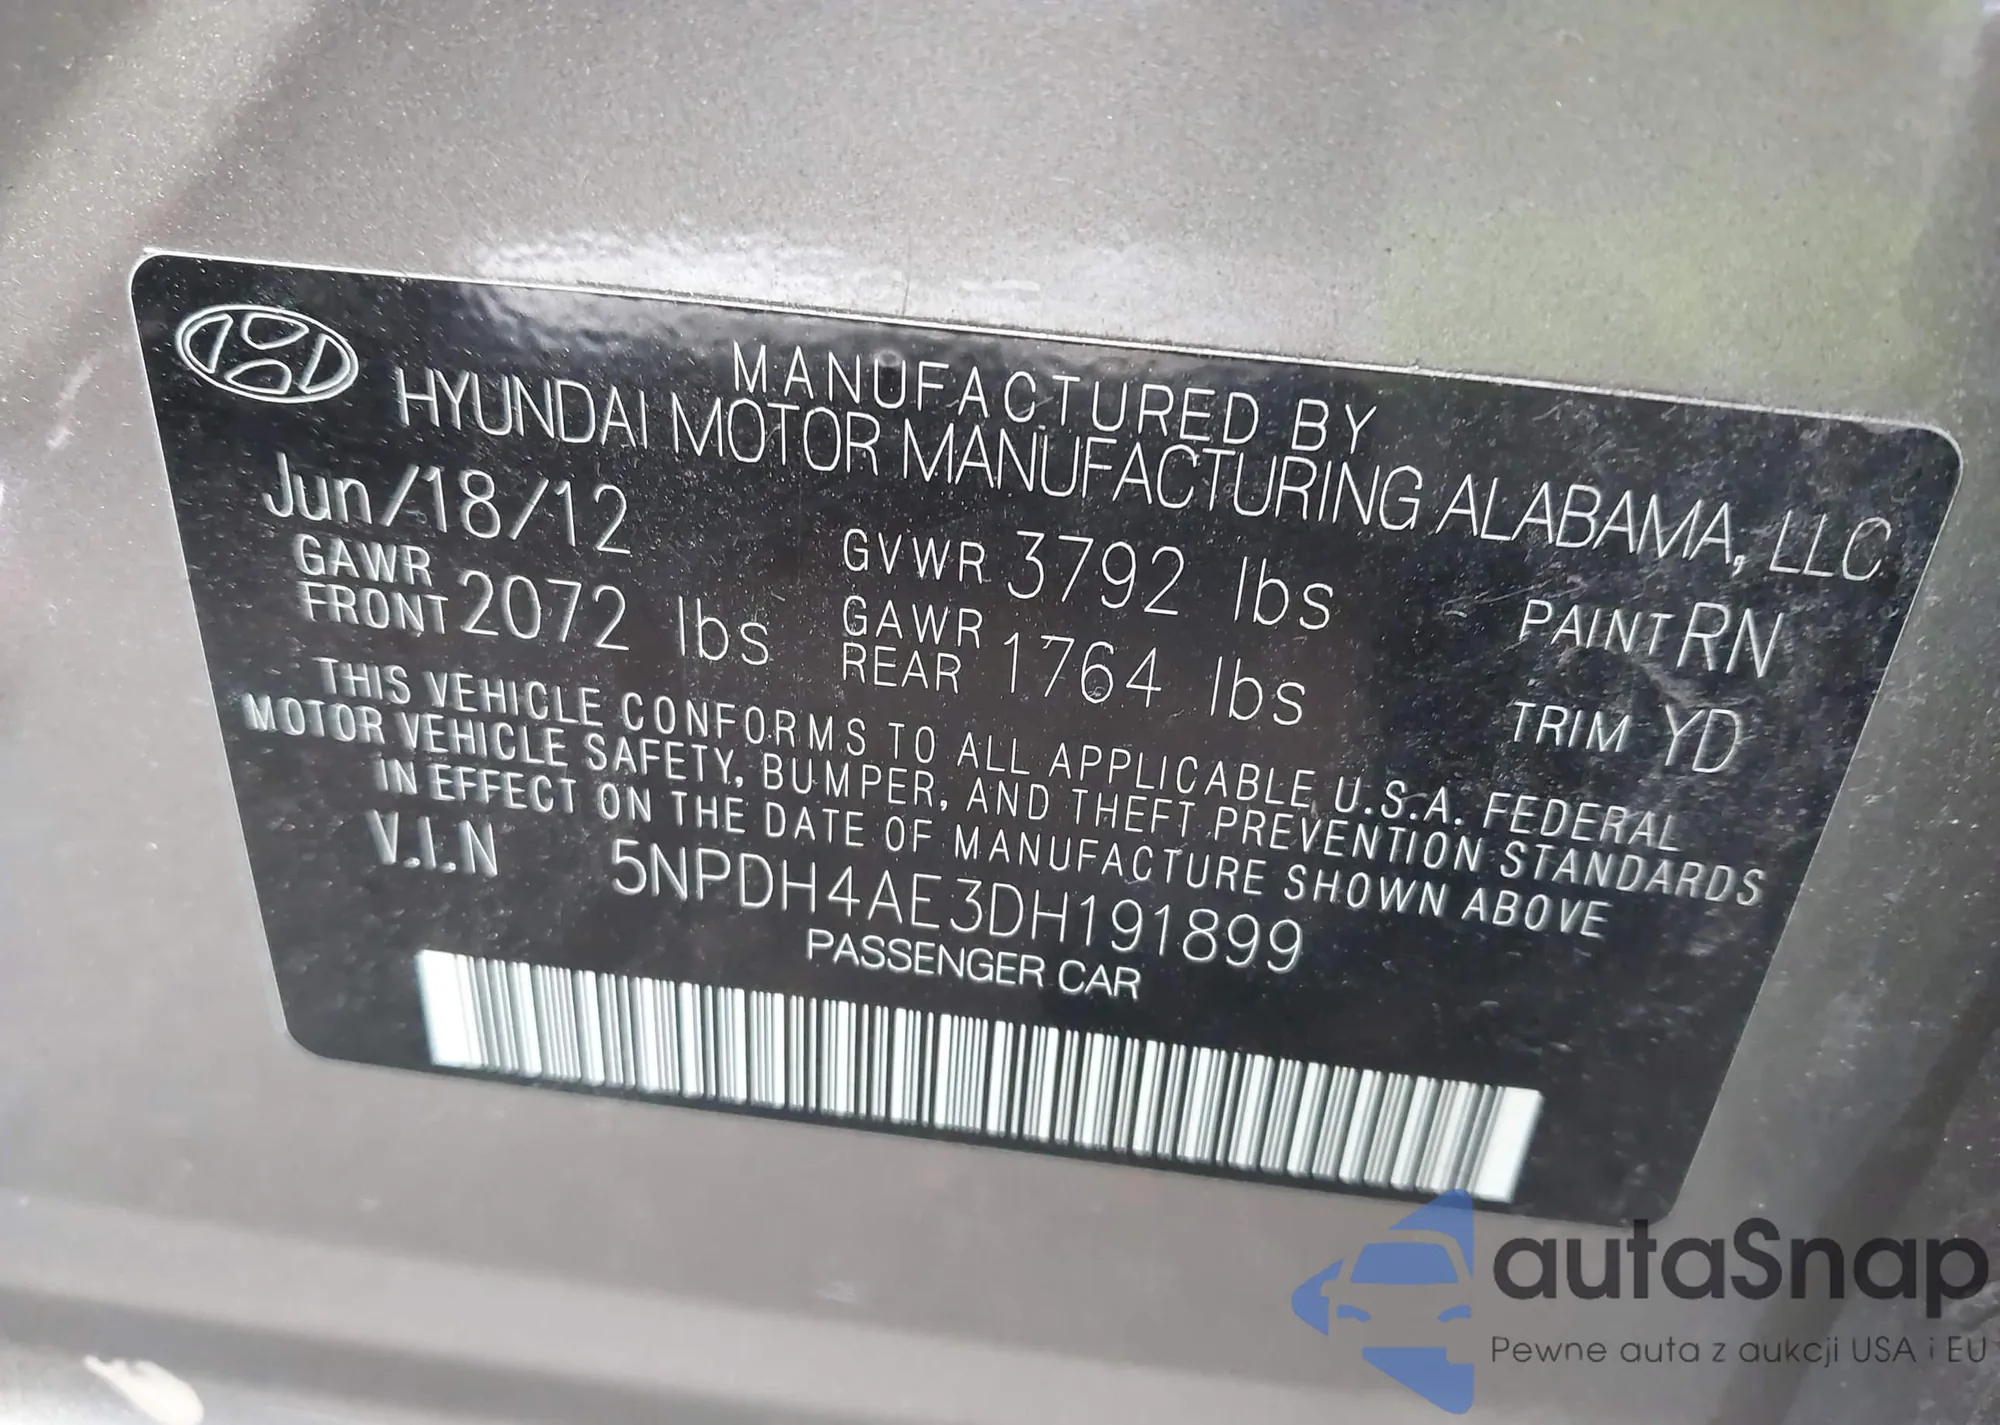 MANUFACTURED BY
HYUNDAI MOTOR MANUFACTURING ALABAMA, LLC
Jun/18/12 GVWR 3792 lbs PAINT RN
GAWR FRONT 2072 lbs GAWR REAR 1764 lbs TRIM YD
THIS VEHICLE CONFORMS TO ALL APPLICABLE U.S.A. FEDERAL
MOTOR VEHICLE SAFETY, BUMPER, AND THEFT PREVENTION STANDARDS
IN EFFECT ON THE DATE OF MANUFACTURE SHOWN ABOVE
V.I.N 5NPDH4AE3DH191899
PASSENGER CAR
autaSnap
Pewne auta z aukcji USA i EU